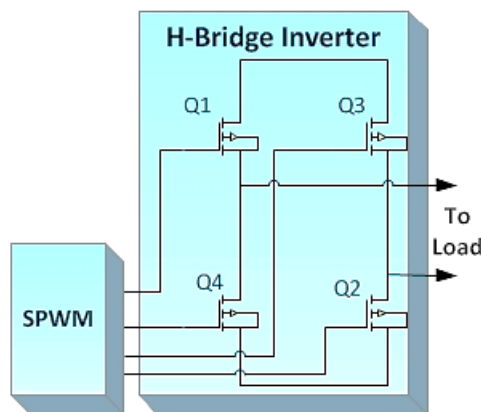 H-Bridge Inverter
Q1
Q3
To
Load
Q4
Q2
SPWM